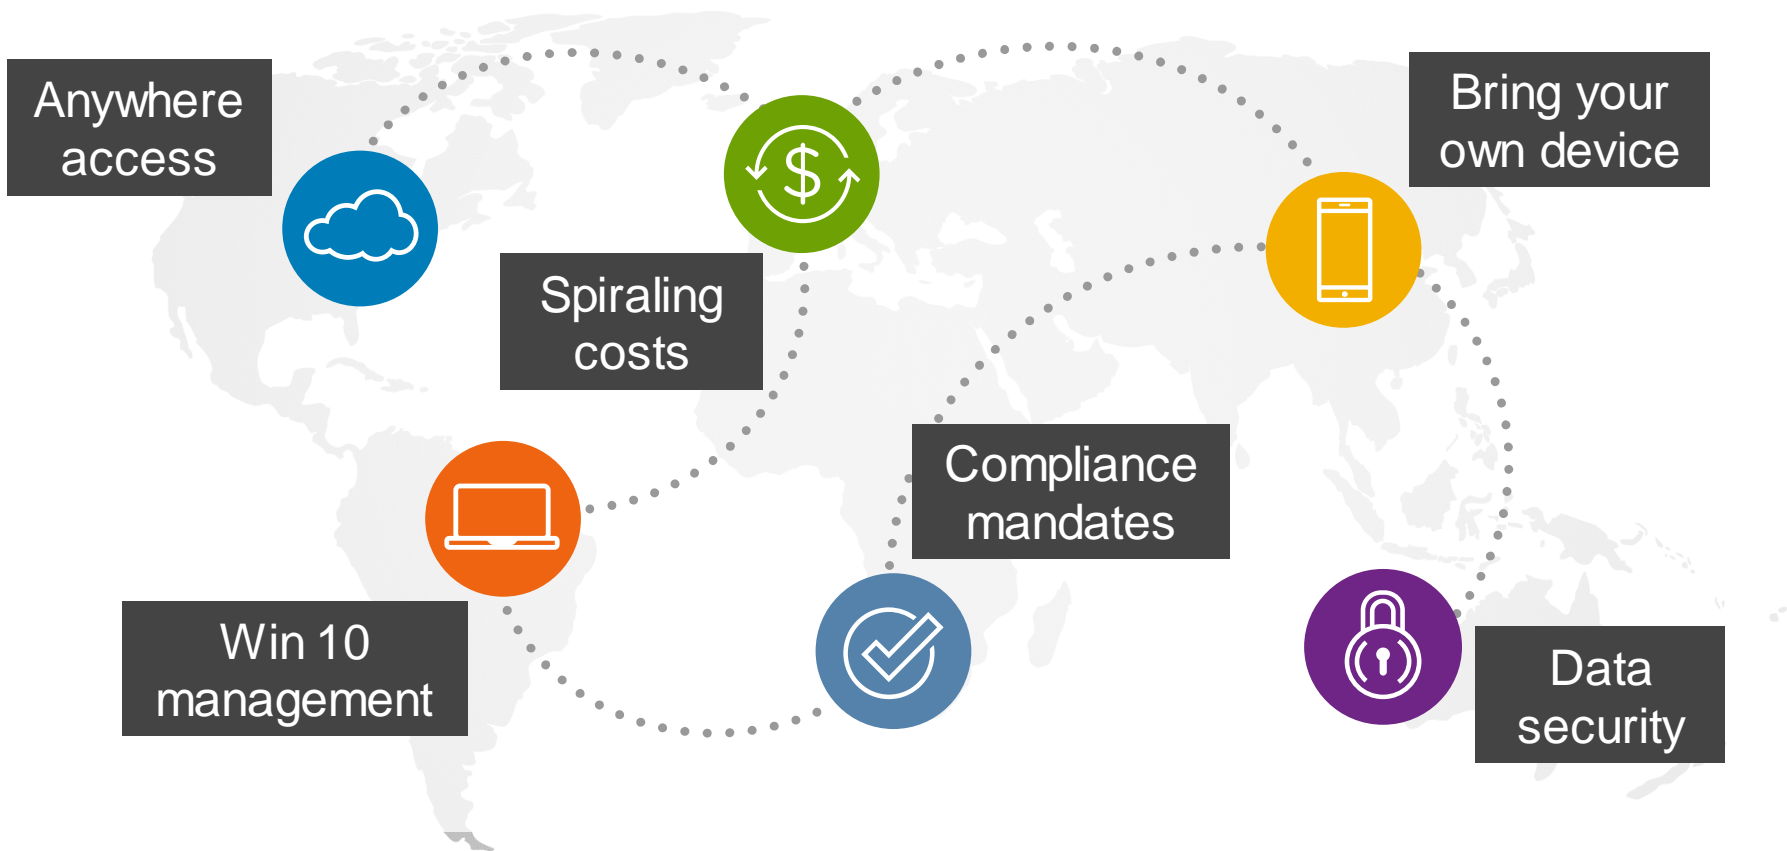 Anywhere
access
Bring your
own device
Spiraling
costs
Compliance
mandates
Win 10
management
Data
security